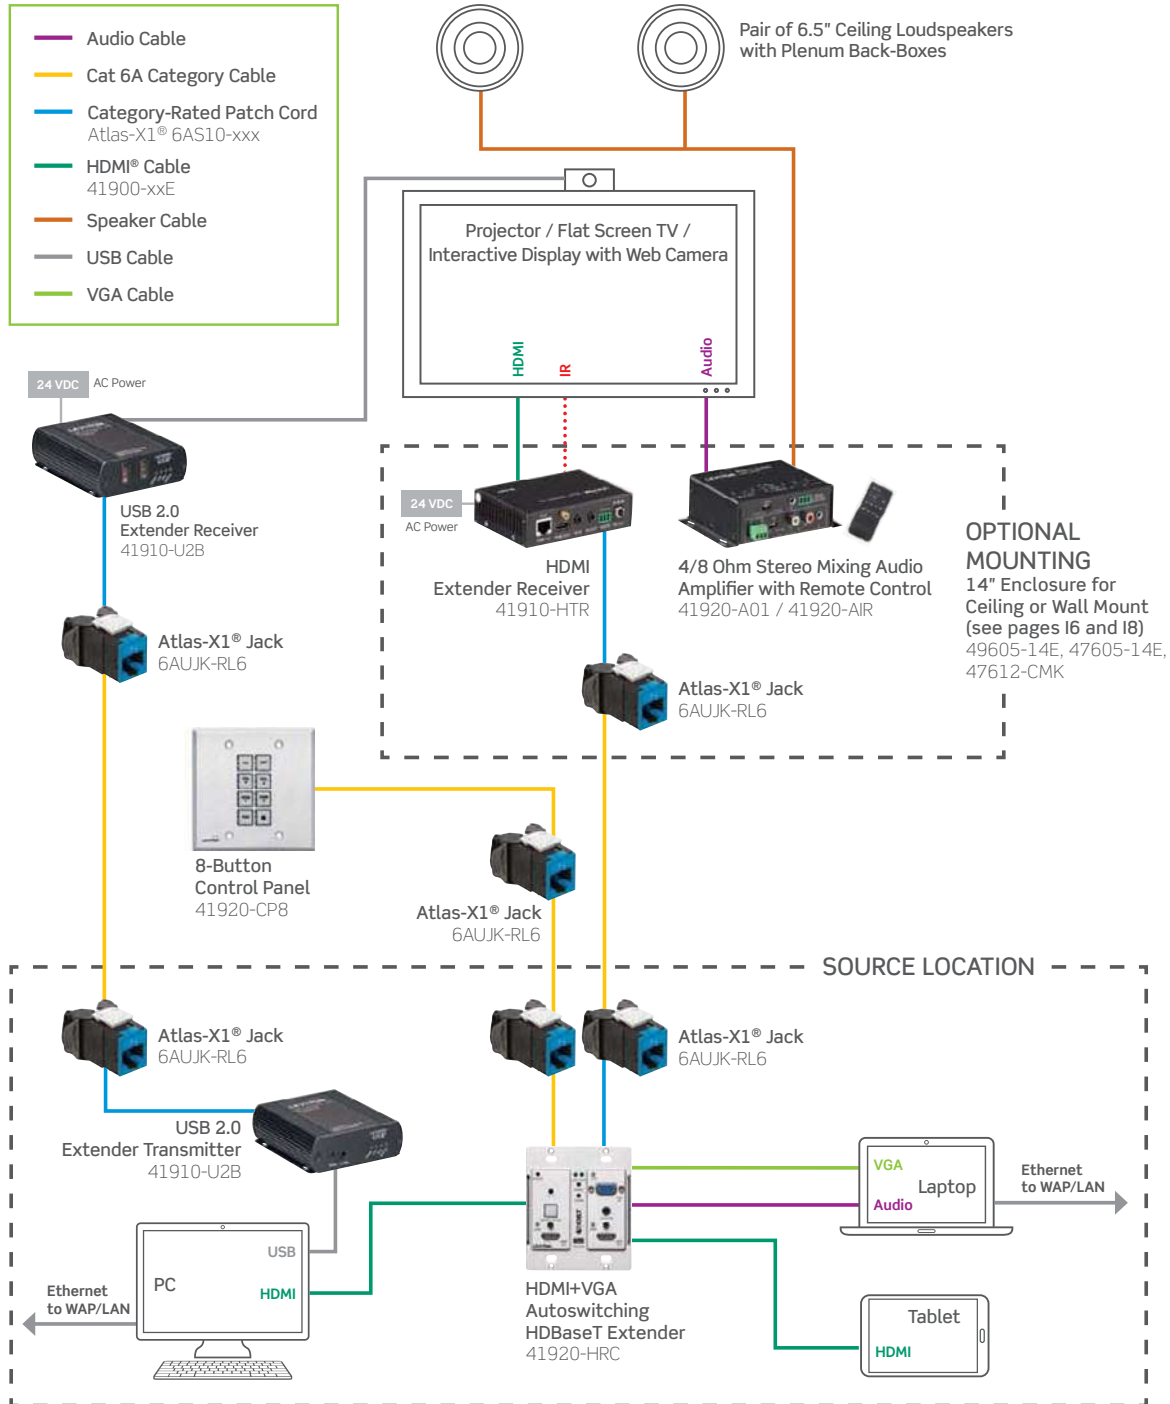 Audio Cable
Cat 6A Category Cable
Category-Rated Patch Cord
Atlas-X1® 6AS10-xxx
HDMI® Cable
41900-xxE
Speaker Cable
USB Cable
VGA Cable
Pair of 6.5" Ceiling Loudspeakers
with Plenum Back-Boxes
Projector / Flat Screen TV /
Interactive Display with Web Camera
HDMI
IR
Audio
24 VDC
AC Power
USB 2.0
Extender Receiver
41910-U2B
24 VDC
AC Power
HDMI
Extender Receiver
41910-HTR
4/8 Ohm Stereo Mixing Audio
Amplifier with Remote Control
41920-A01 / 41920-AIR
OPTIONAL
MOUNTING
14" Enclosure for
Ceiling or Wall Mount
(see pages I6 and I8)
49605-14E, 47605-14E,
47612-CMK
Atlas-X1® Jack
6AUJK-RL6
Atlas-X1® Jack
6AUJK-RL6
8-Button
Control Panel
41920-CP8
Atlas-X1® Jack
6AUJK-RL6
SOURCE LOCATION
Atlas-X1® Jack
6AUJK-RL6
Atlas-X1® Jack
6AUJK-RL6
USB 2.0
Extender Transmitter
41910-U2B
PC
USB
HDMI
Ethernet
to WAP/LAN
HDMI+VGA
Autoswitching
HDBaseT Extender
41920-HRC
VGA
Laptop
Audio
Ethernet
to WAP/LAN
Tablet
HDMI